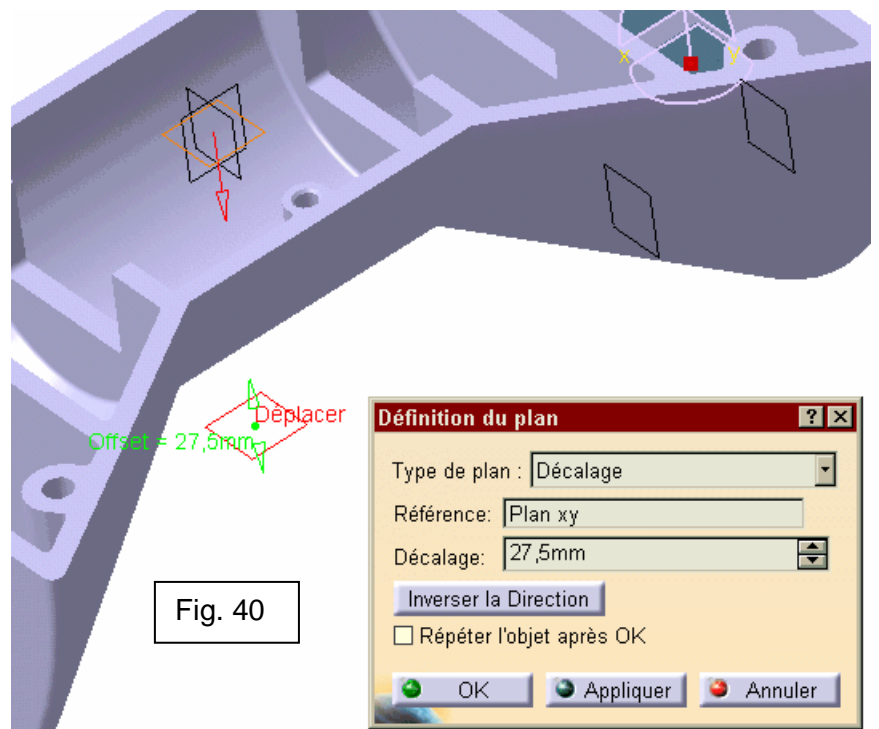 x y
Déplacer
Offset = 27,5mm
Définition du plan ? X
Type de plan : Décalage
Référence: Plan xy
Décalage: 27,5mm
Inverser la Direction
Répéter l'objet après OK
OK Appliquer Annuler
Fig. 40